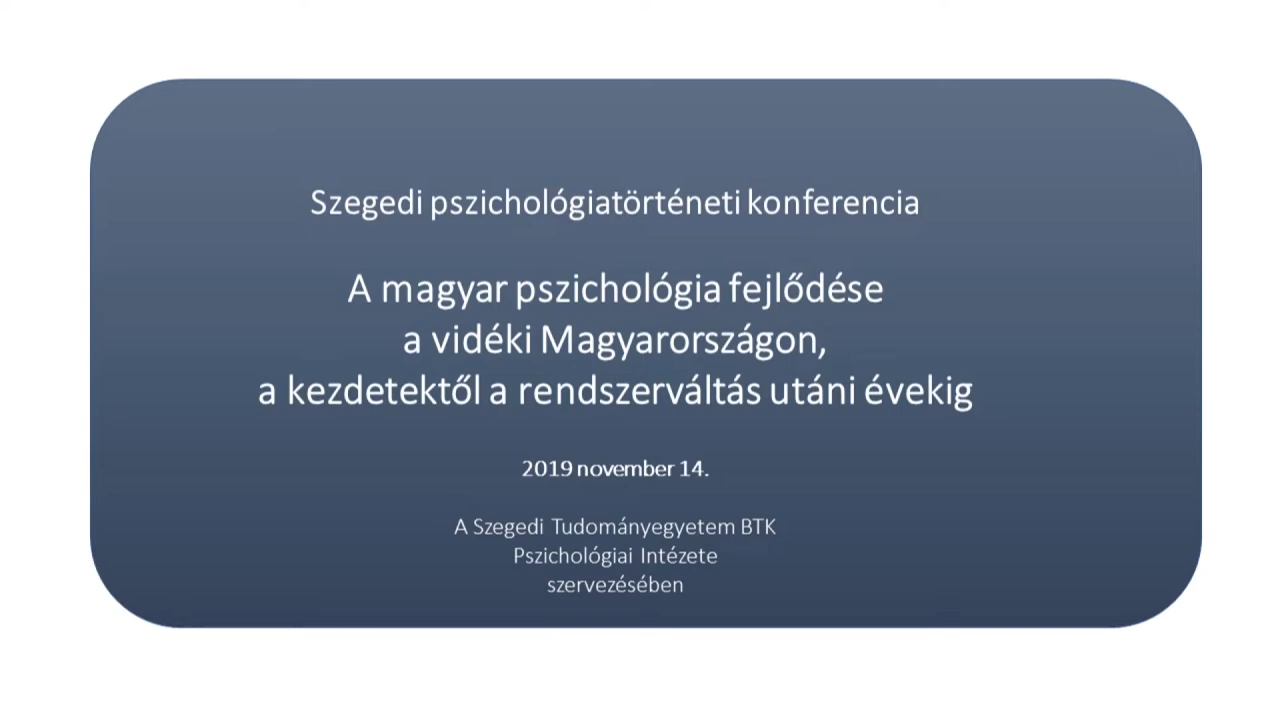 Szegedi pszichológiatörténeti konferencia
A magyar pszichológia fejlődése
a vidéki Magyarországon,
a kezdetektől a rendszerváltás utáni évekig
2019 november 14.
A Szegedi Tudományegyetem BTK
Pszichológiai Intézete
szervezésében